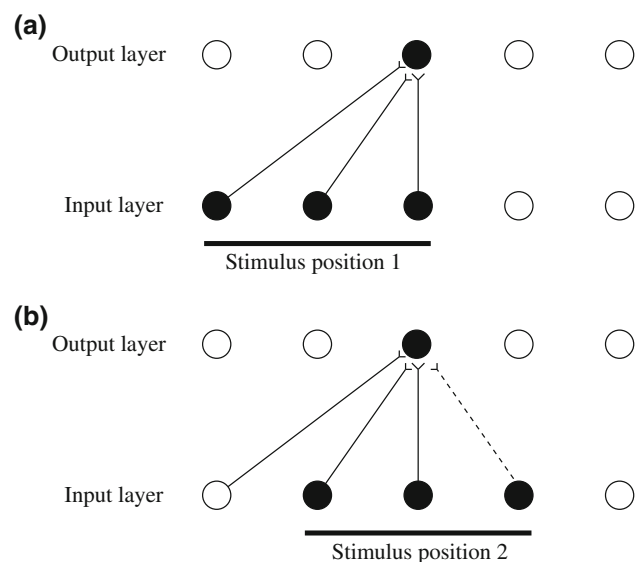 (a)
Output layer
Input layer
Stimulus position 1
(b)
Output layer
Input layer
Stimulus position 2